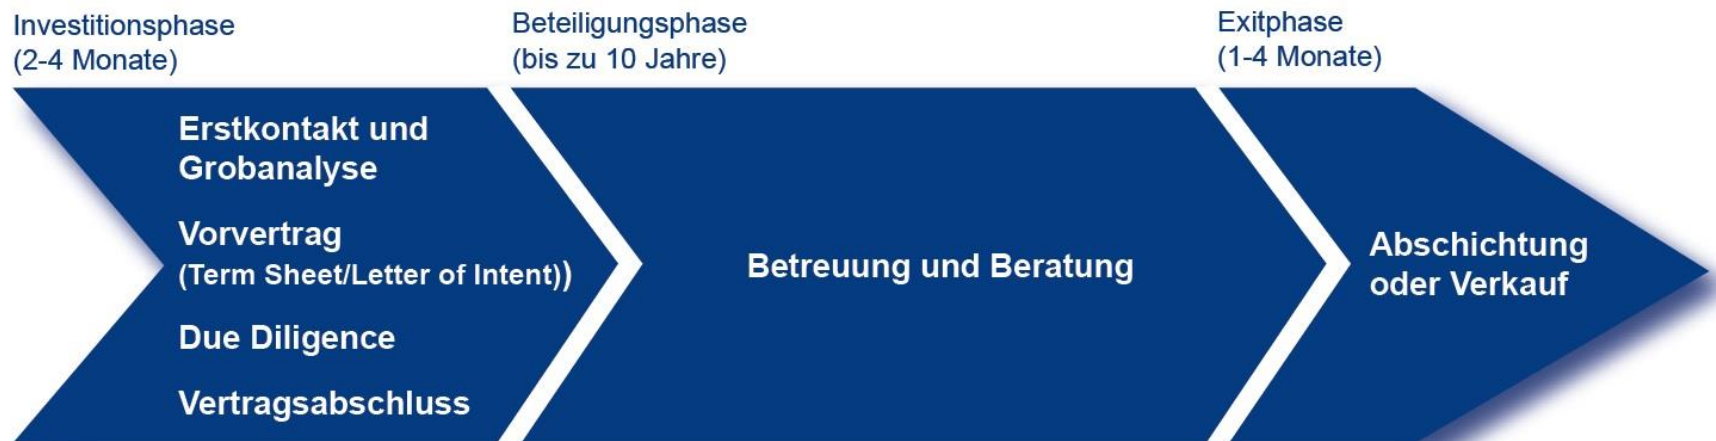 Investitionsphase
(2-4 Monate)
Beteiligungsphase
(bis zu 10 Jahre)
Exitphase
(1-4 Monate)
Erstkontakt und
Grobanalyse
Vorvertrag
(Term Sheet/Letter of Intent))
Due Diligence
Vertragsabschluss
Betreuung und Beratung
Abschichtung
oder Verkauf